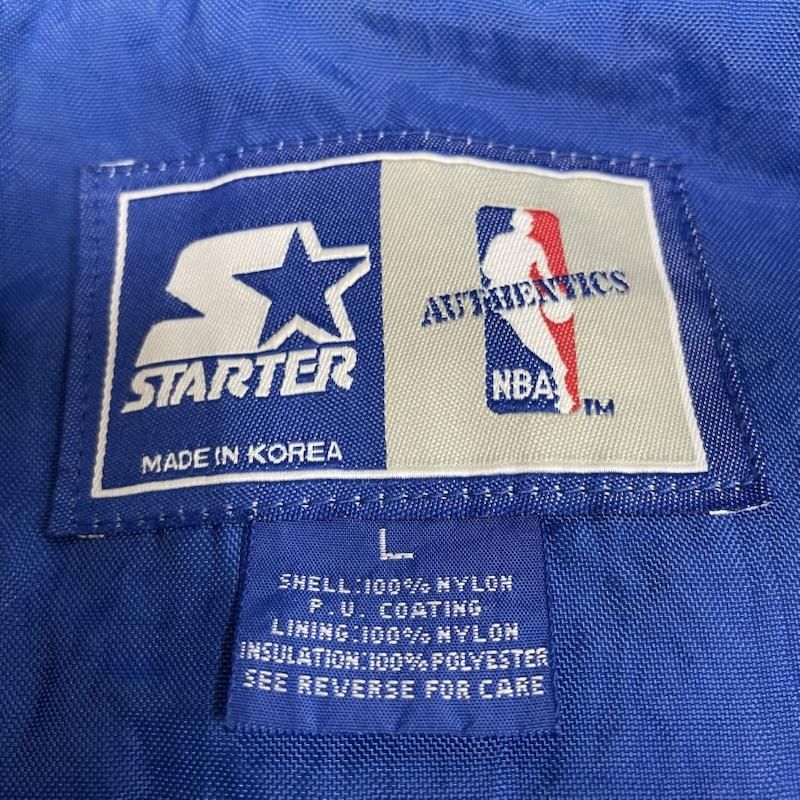 STARTER
MADE IN KOREA
AUTHENTICS
NBA
TM
L
SHELL:100% NYLON
P.U. COATING
LINING:100% NYLON
INSULATION:100% POLYESTER
SEE REVERSE FOR CARE